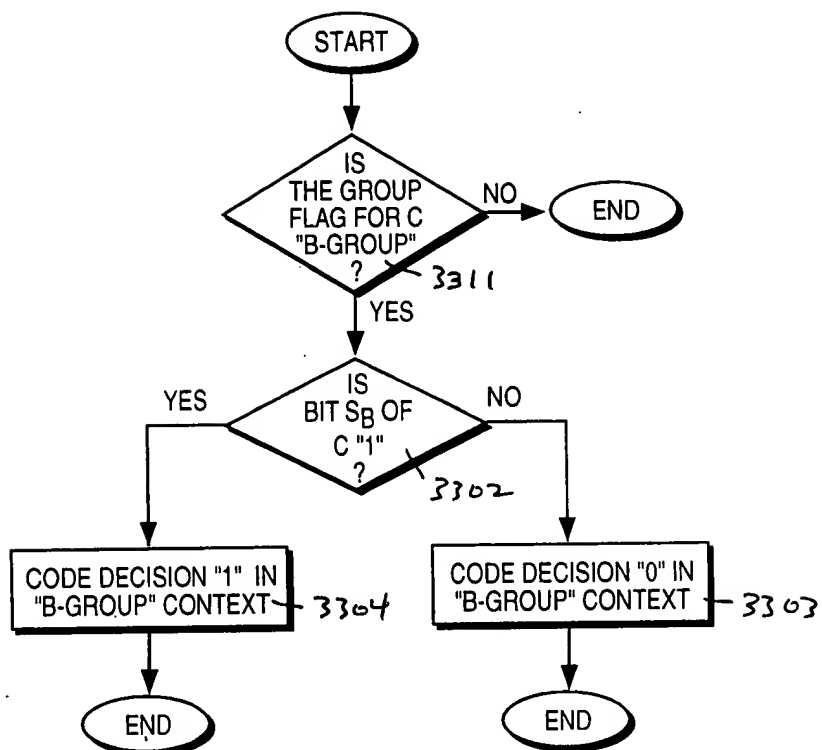 START
IS
THE GROUP
FLAG FOR C
"B-GROUP"
?
3311
NO
END
YES
IS
BIT SB OF
C "1"
?
3302
YES
NO
CODE DECISION "1" IN
"B-GROUP" CONTEXT
3304
CODE DECISION "0" IN
"B-GROUP" CONTEXT
3303
END
END